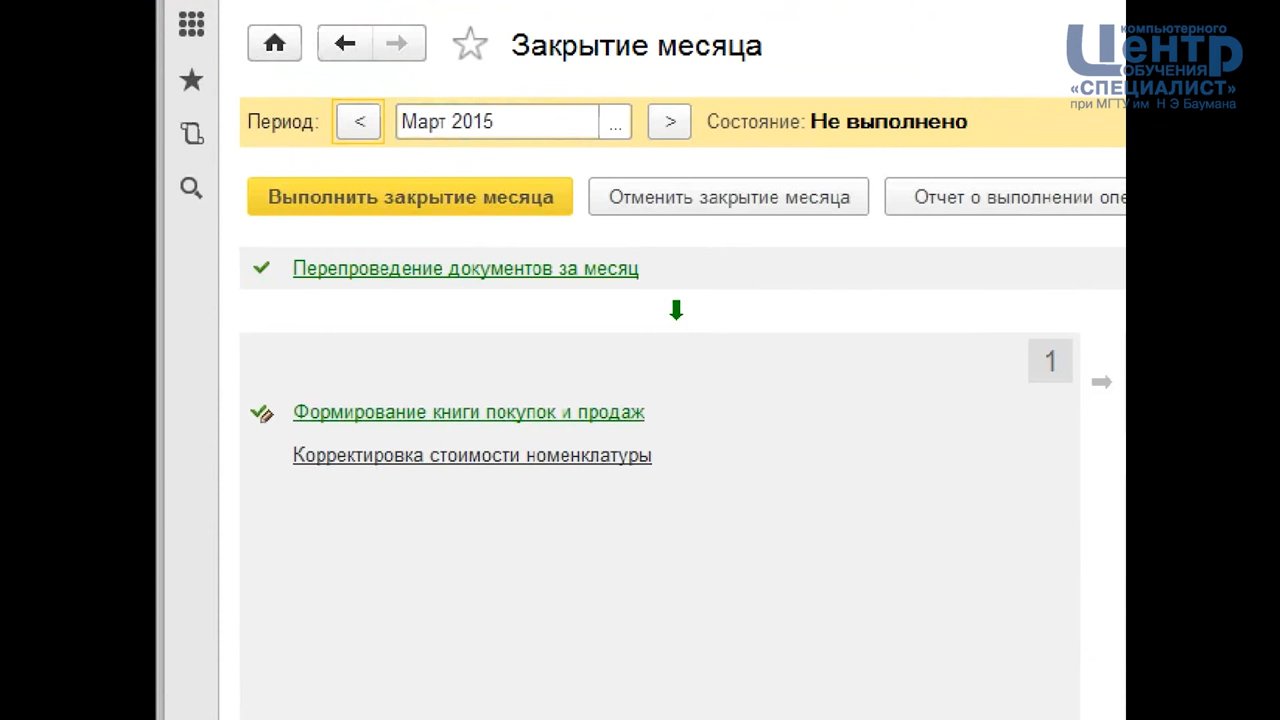 Закрытие месяца
компьютерного
Центр
ОБУЧЕНИЯ
«СПЕЦИАЛИСТ»
при МГТУ им Н Э Баумана
Период: < Март 2015 ... > Состояние: Не выполнено
Выполнить закрытие месяца Отменить закрытие месяца Отчет о выполнении опе
Перепроведение документов за месяц
1
Формирование книги покупок и продаж
Корректировка стоимости номенклатуры